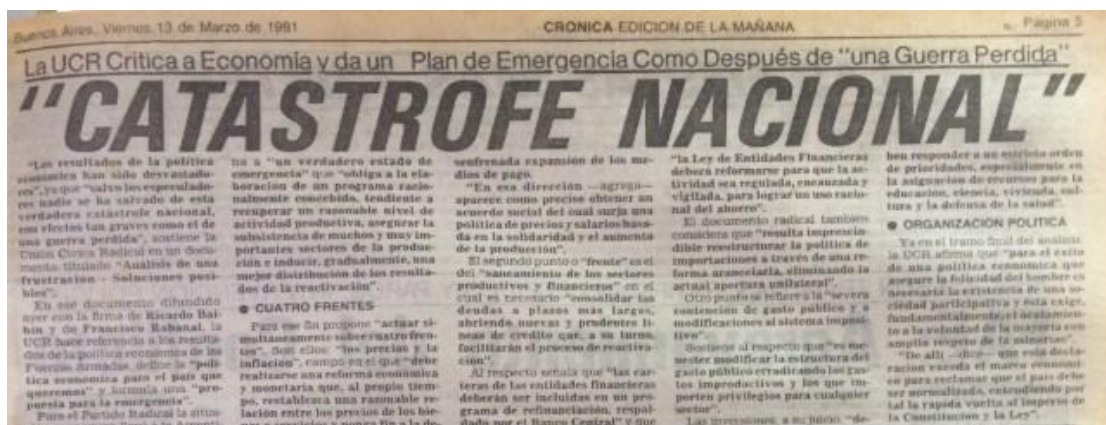 Buenos Aires, Viernes 13 de Marzo de 1981
CRONICA EDICION DE LA MAÑANA
Página 5
La UCR Critica a Economia y da un Plan de Emergencia Como Después de "una Guerra Perdida"
"CATASTROFE NACIONAL"
"Los resultados de la política
económica han sido devastado-
res", ya que "salvo los especulado-
res nadie se ha salvado de esta
verdadera catástrofe nacional,
con efectos tan graves como el de
una guerra perdida", sostiene la
Unión Cívica Radical en un docu-
mento titulado "Análisis de una
frustración - Soluciones posi-
bles".
En ese documento difundido
ayer con la firma de Ricardo Bal-
bín y de Francisco Rabanal, la
UCR hace referencia a los resulta-
dos de la política económica de las
Fuerzas Armadas, define la "polí-
tica económica para el país que
queremos" y formula una "pro-
puesta para la emergencia".
Para el Partido Radical la situa-
na a "un verdadero estado de
emergencia" que "obliga a la ela-
boración de un programa racio-
nalmente concebido, tendiente a
recuperar un razonable nivel de
actividad productiva, asegurar la
subsistencia de muchos y muy im-
portantes sectores de la produc-
ción e inducir, gradualmente, una
mejor distribución de los resulta-
dos de la reactivación".
● CUATRO FRENTES
Para ese fin propone "actuar si-
multáneamente sobre cuatro fren-
tes". Son ellos: "los precios y la
inflación", campo en el que "debe
realizarse una reforma económica
y monetaria que, al propio tiem-
po, restablezca una razonable re-
lación entre los precios de los bie-
nes y servicios y ponga fin a la de-
senfrenada expansión de los me-
dios de pago.
"En esa dirección —agrega—
aparece como preciso obtener un
acuerdo social del cual surja una
política de precios y salarios basa-
da en la solidaridad y el aumento
de la producción".
El segundo punto o "frente" es el
del "saneamiento de los sectores
productivos y financieros" en el
cual es necesario "consolidar las
deudas a plazos más largos,
abriendo nuevas y prudentes lí-
neas de crédito que, a su turno,
facilitarán el proceso de reactiva-
ción".
Al respecto señala que "las car-
teras de las entidades financieras
deberán ser incluidas en un pro-
grama de refinanciación, respal-
dada por el Banco Central" y que
"la Ley de Entidades Financieras
deberá reformarse para que la ac-
tividad sea regulada, encauzada y
vigilada, para lograr un uso racio-
nal del ahorro".
El documento radical también
considera que "resulta imprescin-
dible reestructurar la política de
importaciones a través de una re-
forma arancelaria, eliminando la
actual apertura unilateral".
Otro punto se refiere a la "severa
contención de gasto público y a
modificaciones al sistema imposi-
tivo".
Sostiene al respecto que "es me-
nester modificar la estructura del
gasto público erradicando los gas-
tos improductivos y los que im-
porten privilegios para cualquier
sector".
Las inversiones, a su juicio, "de-
ben responder a un estricto orden
de prioridades, especialmente en
la asignación de recursos para la
educación, ciencia, vivienda, cul-
tura y la defensa de la salud".
● ORGANIZACION POLITICA
Ya en el tramo final del análisis
la UCR afirma que "para el éxito
de una política económica que
asegure la felicidad del hombre es
necesaria la existencia de una so-
ciedad participativa y ésta exige,
fundamentalmente, el acatamien-
to a la voluntad de la mayoría con
amplio respeto de la minorías".
"De allí —dice— que esta decla-
ración exceda el marco económi-
co para reclamar que el país debe
ser normalizado, entendiendo por
tal la rápida vuelta al imperio de
la Constitución y la Ley".